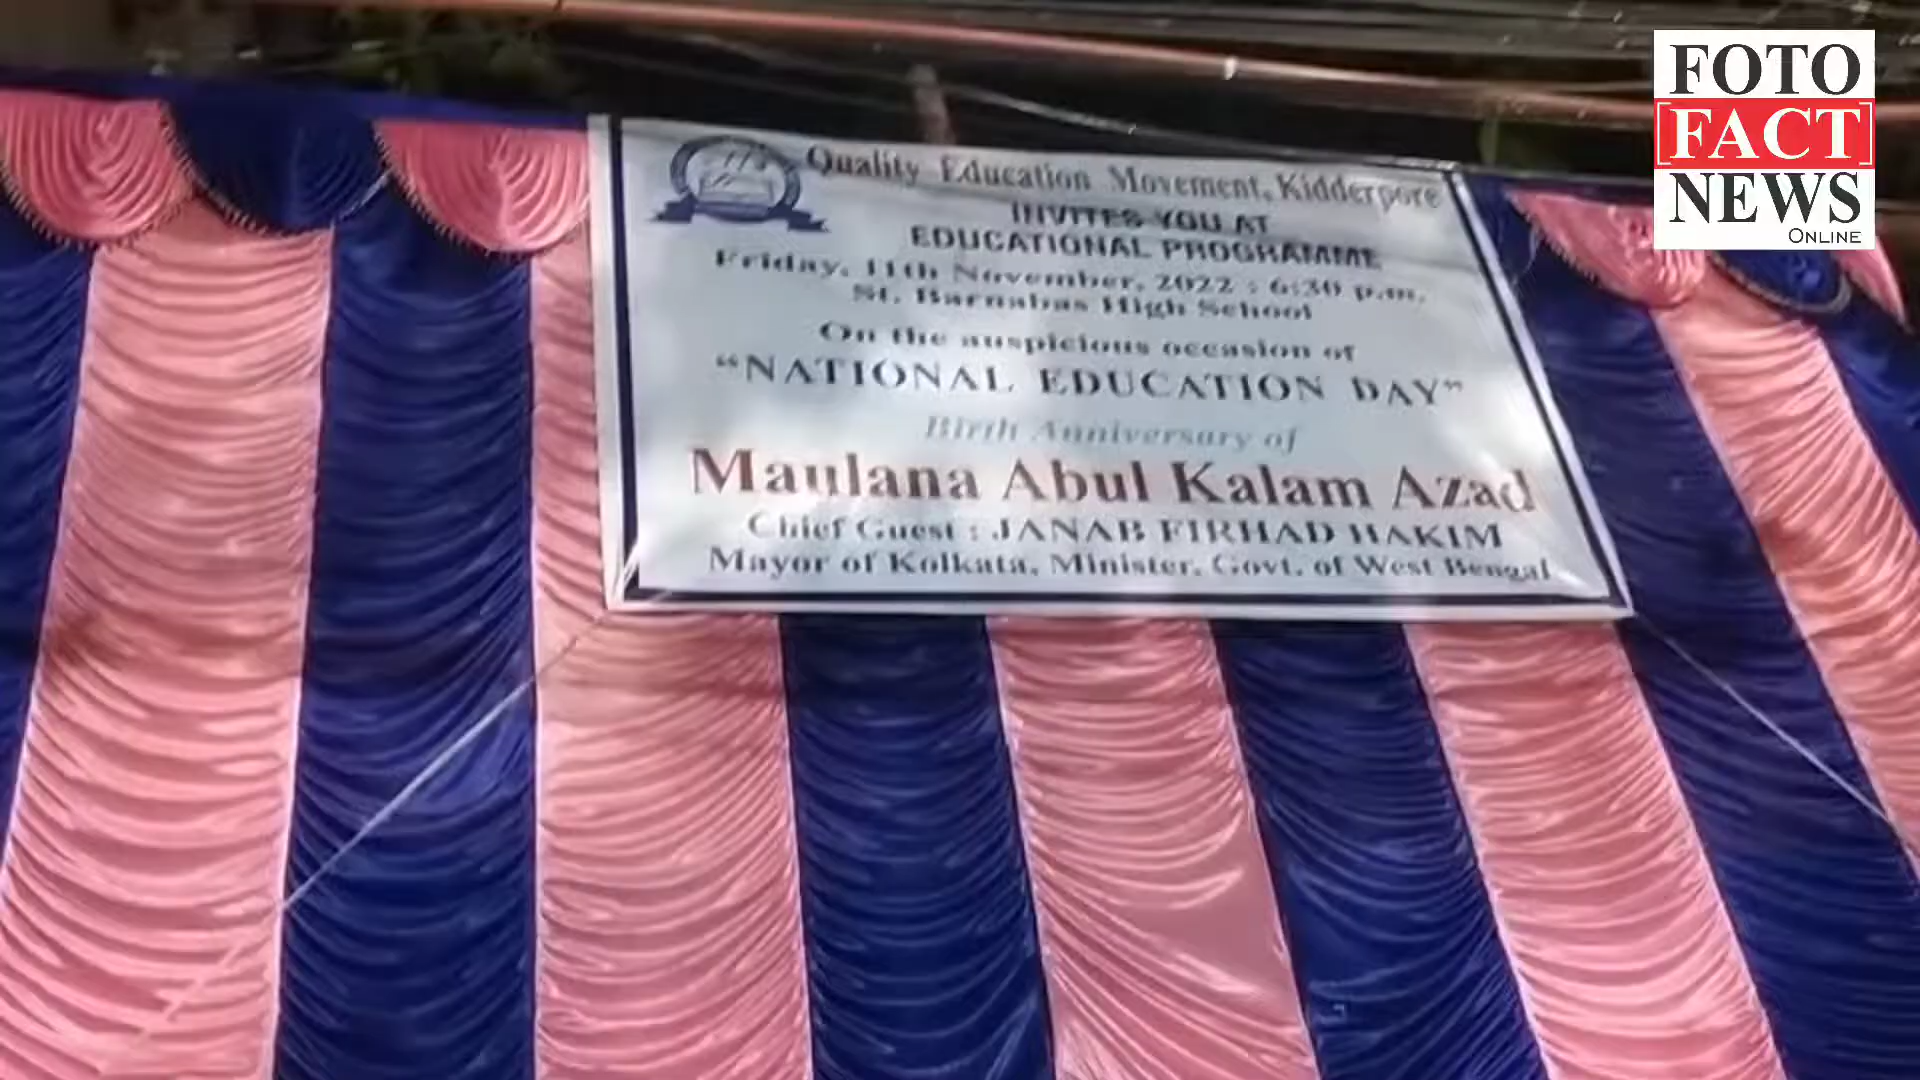 FOTO
FACT
NEWS
ONLINE
Quality Education Movement, Kidderpore
INVITES YOU AT
EDUCATIONAL PROGRAMME
Friday, 11th November, 2022 : 6:30 p.m.
St. Barnabas High School
On the auspicious occasion of
"NATIONAL EDUCATION DAY"
Birth Anniversary of
Maulana Abul Kalam Azad
Chief Guest : JANAB FIRHAD HAKIM
Mayor of Kolkata, Minister, Govt. of West Bengal